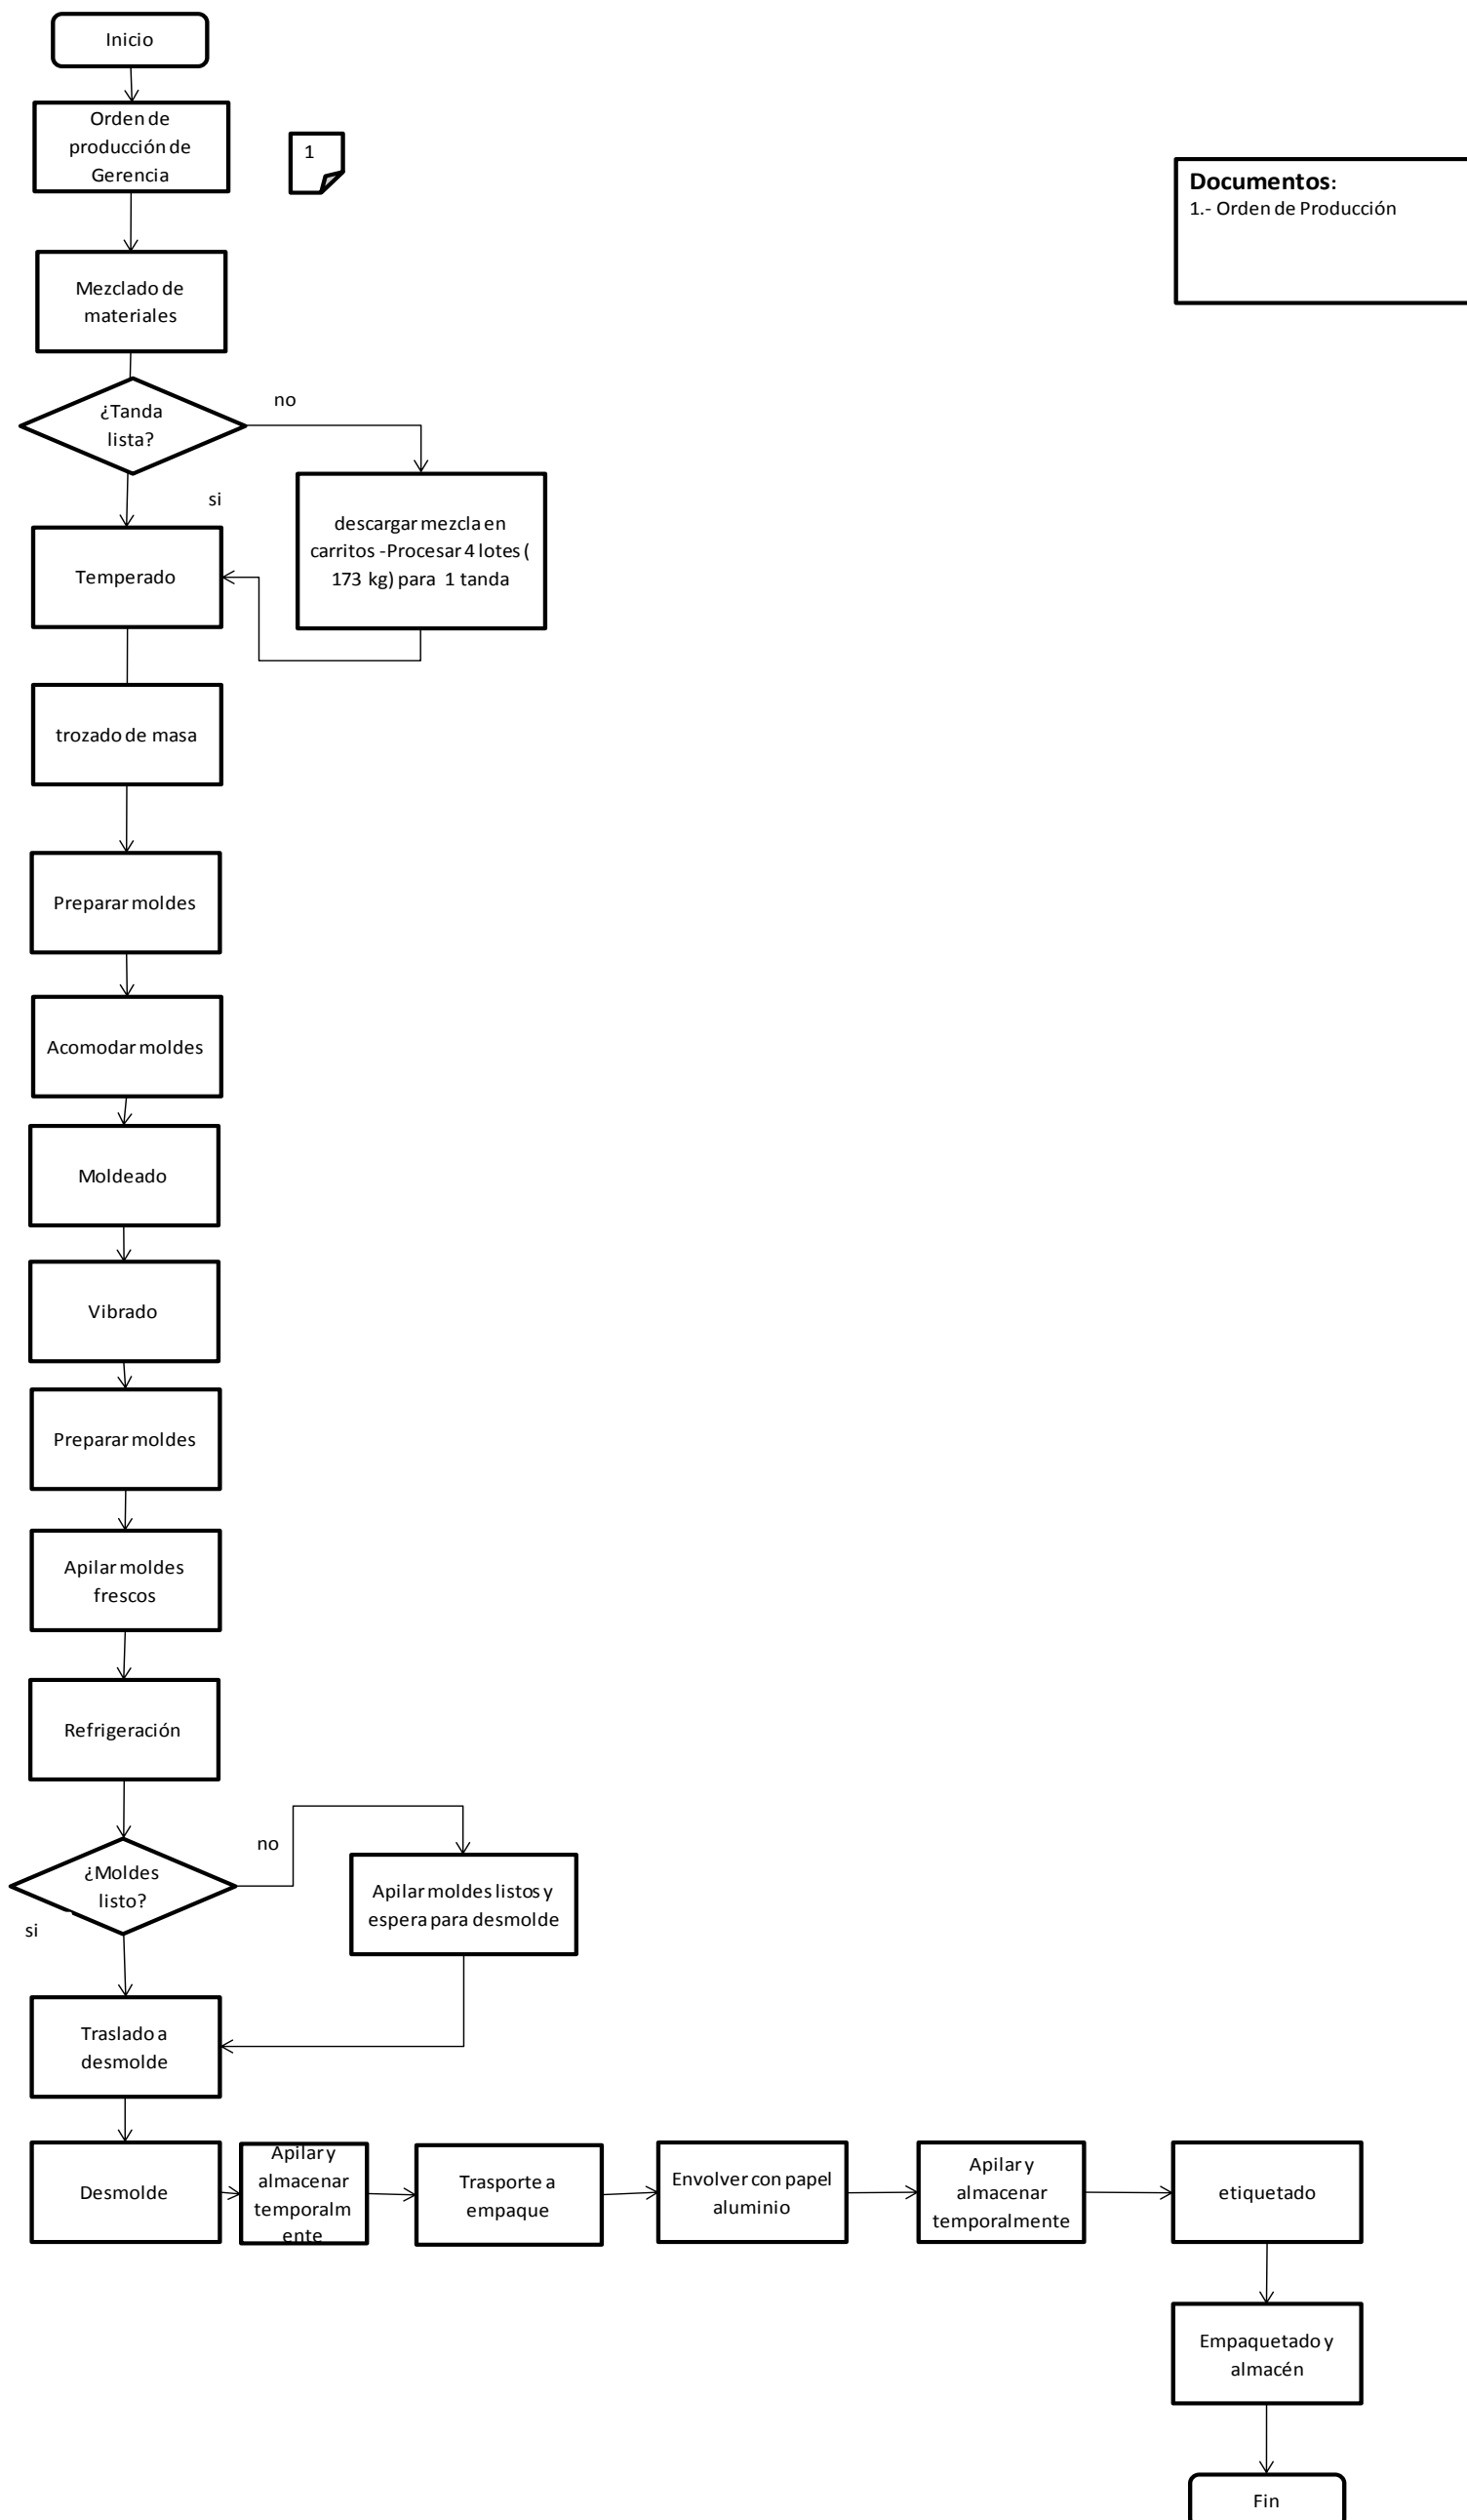 Inicio
Orden de
producción de
Gerencia
1
Documentos:
1.- Orden de Producción
Mezclado de
materiales
¿Tanda
lista?
no
si
descargar mezcla en
carritos -Procesar 4 lotes (
173 kg) para 1 tanda
Temperado
trozado de masa
Preparar moldes
Acomodar moldes
Moldeado
Vibrado
Preparar moldes
Apilar moldes
frescos
Refrigeración
¿Moldes
listo?
no
si
Apilar moldes listos y
espera para desmolde
Traslado a
desmolde
Desmolde
Apilar y
almacenar
temporalm
ente
Trasporte a
empaque
Envolver con papel
aluminio
Apilar y
almacenar
temporalmente
etiquetado
Empaquetado y
almacén
Fin